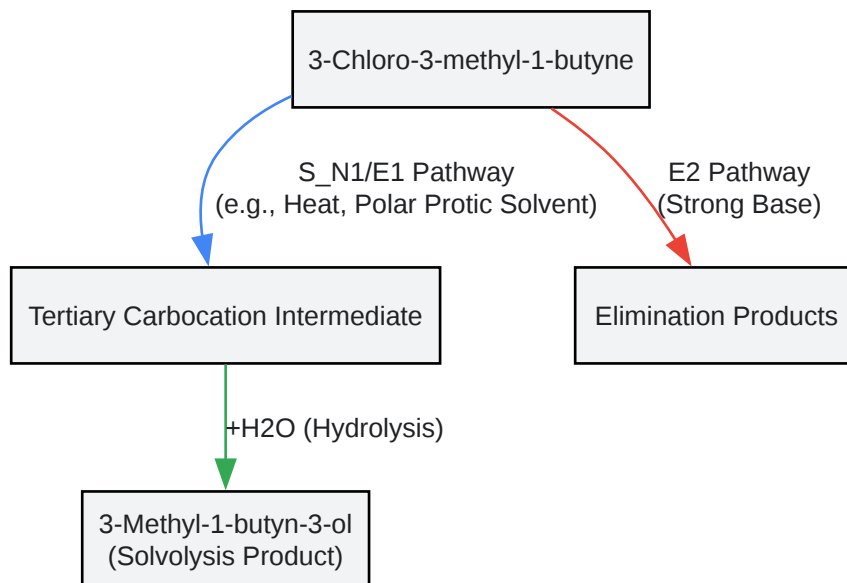 3-Chloro-3-methyl-1-butyne
S_N1/E1 Pathway
(e.g., Heat, Polar Protic Solvent)
E2 Pathway
(Strong Base)
Tertiary Carbocation Intermediate
Elimination Products
+H2O (Hydrolysis)
3-Methyl-1-butyn-3-ol
(Solvolysis Product)